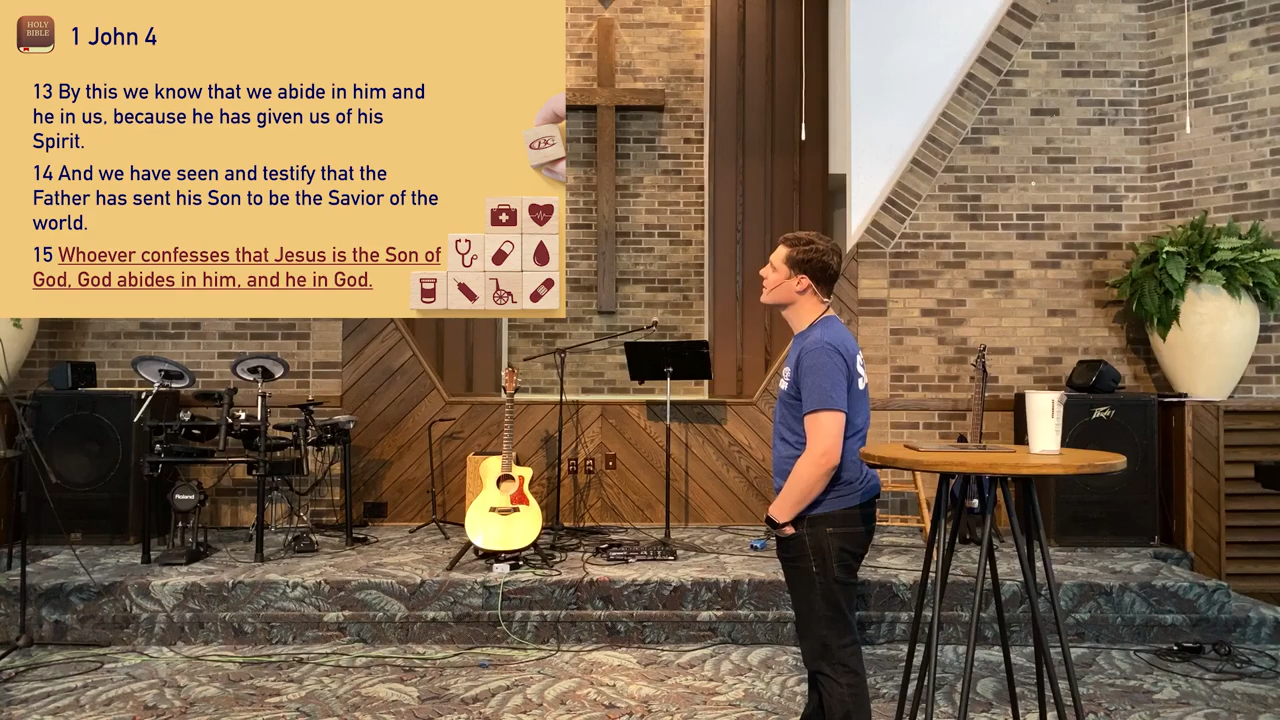 HOLY
BIBLE
1 John 4
13 By this we know that we abide in him and
he in us, because he has given us of his
Spirit.
14 And we have seen and testify that the
Father has sent his Son to be the Savior of the
world.
15 Whoever confesses that Jesus is the Son of
God, God abides in him, and he in God.
Roland
Peavey